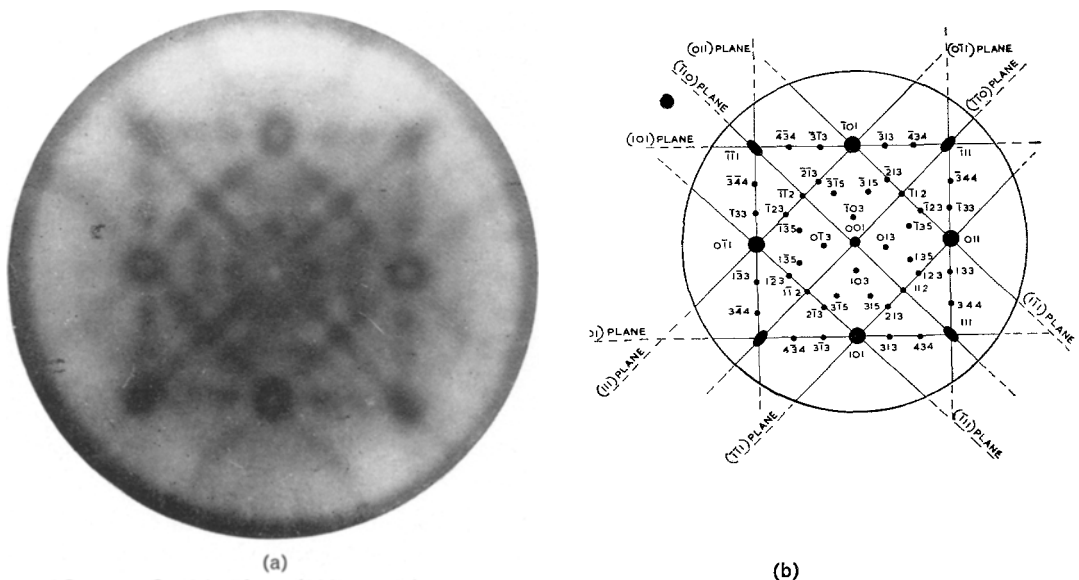 (011) PLANE
(01̄1) PLANE
(1̄10) PLANE
(1̄1̄0) PLANE
(101) PLANE
4̄3̄4 3̄1̄3 1̄01 3̄13 4̄34
1̄1̄1 1̄11
2̄1̄3 2̄13
3̄4̄4 3̄1̄5 3̄15 3̄44
1̄1̄2 1̄12
1̄3̄3 1̄2̄3 1̄03 1̄23 1̄33
1̄3̄5 001 1̄35
01̄1 01̄3 013 011
13̄5 135
13̄3 12̄3 103 123 133
11̄2 112
31̄5 315
34̄4 21̄3 213 344
111
1) PLANE
43̄4 31̄3 101 313 434
(11̄1) PLANE
(111) PLANE
(1̄1̄1) PLANE
(1̄11) PLANE
(a)
(b)